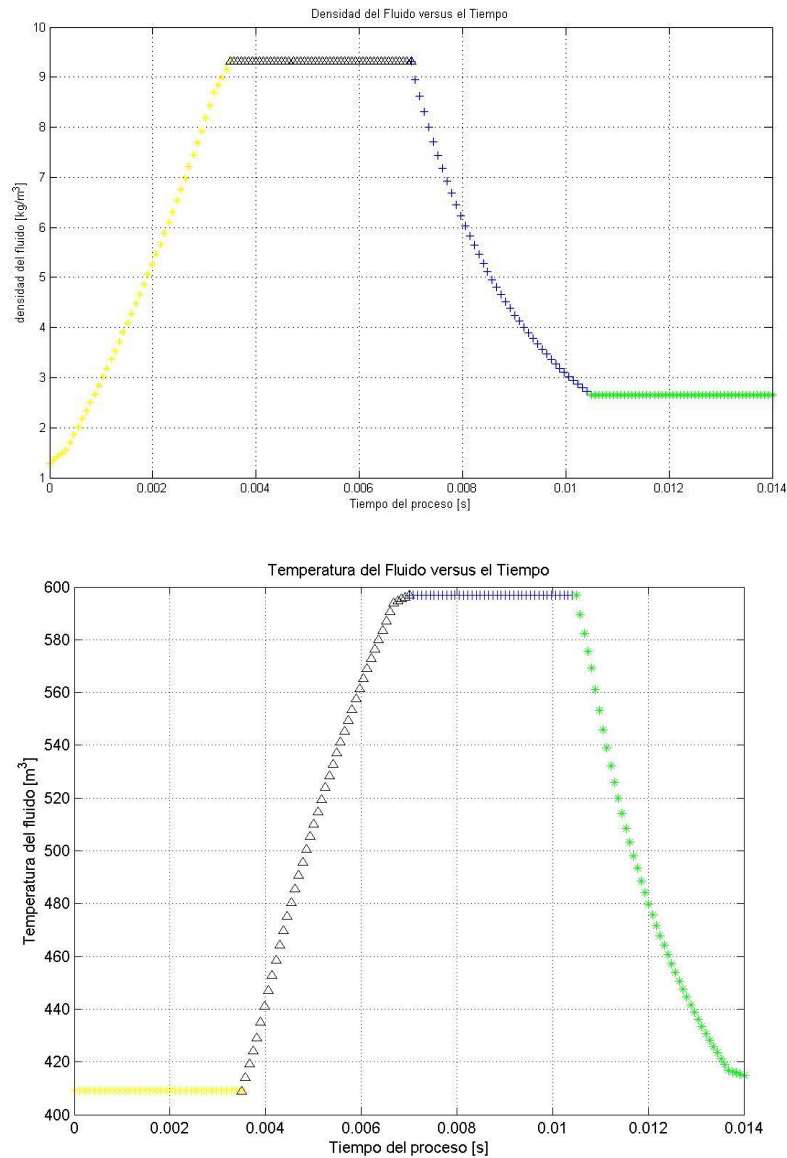 Densidad del Fluido versus el Tiempo
10
9
8
7
6
5
4
3
2
1
densidad del fluido [kg/m³]
0 0.002 0.004 0.006 0.008 0.01 0.012 0.014
Tiempo del proceso [s]
Temperatura del Fluido versus el Tiempo
600
580
560
540
520
500
480
460
440
420
400
Temperatura del fluido [m³]
0 0.002 0.004 0.006 0.008 0.01 0.012 0.014
Tiempo del proceso [s]